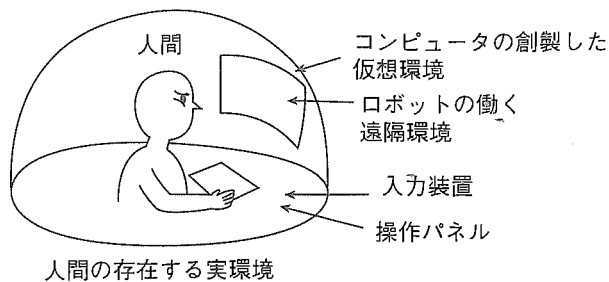 人間
コンピュータの創製した
仮想環境
ロボットの働く
遠隔環境
入力装置
操作パネル
人間の存在する実環境